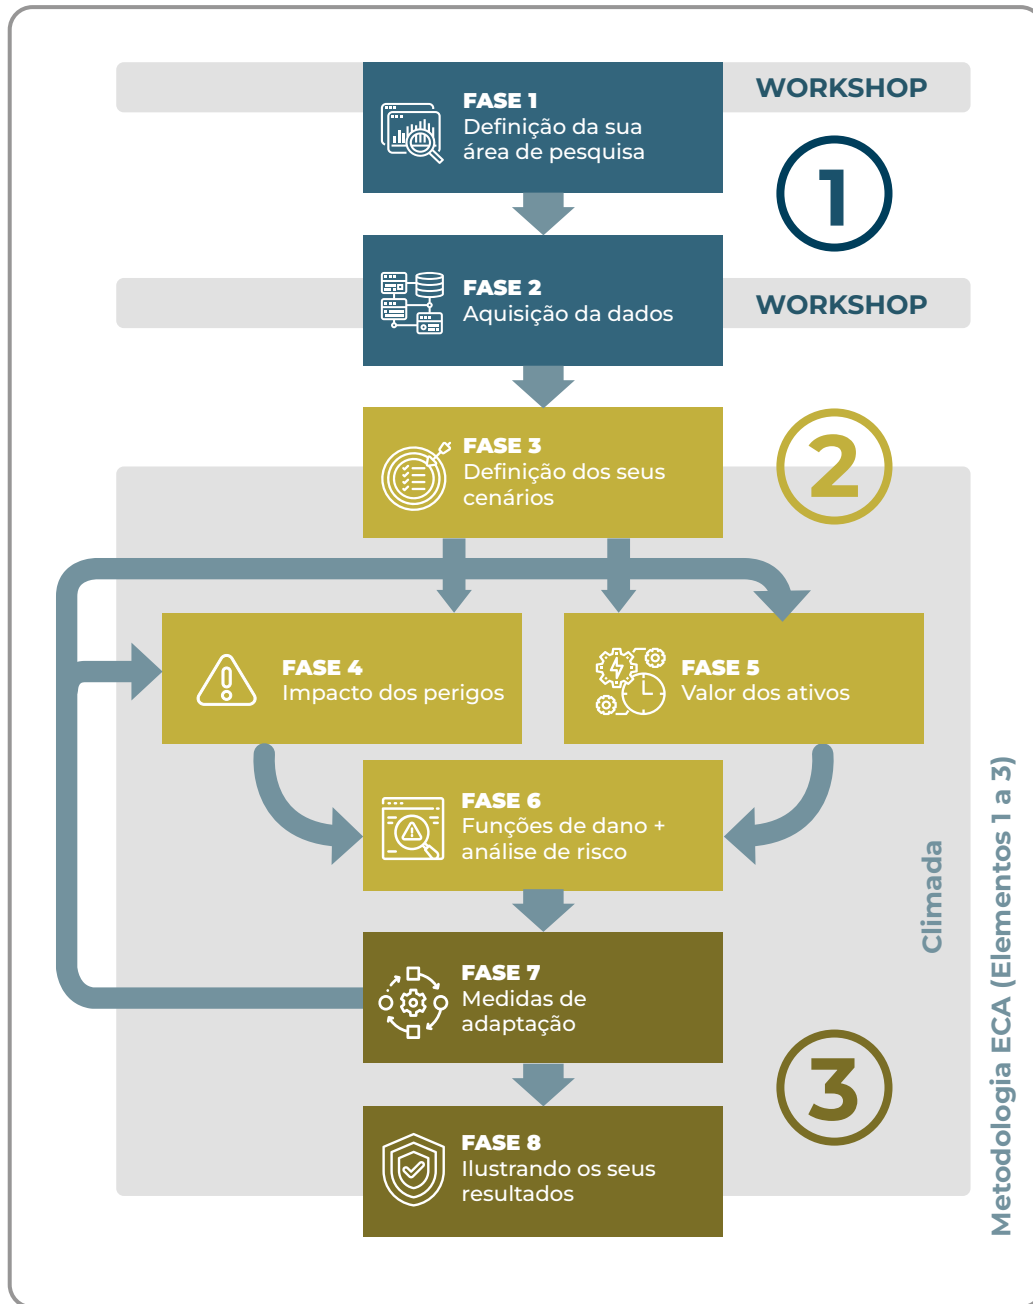 FASE 1
Definição da sua
área de pesquisa
WORKSHOP
1
FASE 2
Aquisição da dados
WORKSHOP
FASE 3
Definição dos seus
cenários
2
FASE 4
Impacto dos perigos
FASE 5
Valor dos ativos
FASE 6
Funções de dano +
análise de risco
FASE 7
Medidas de
adaptação
3
FASE 8
Ilustrando os seus
resultados
Climada
Metodologia ECA (Elementos 1 a 3)